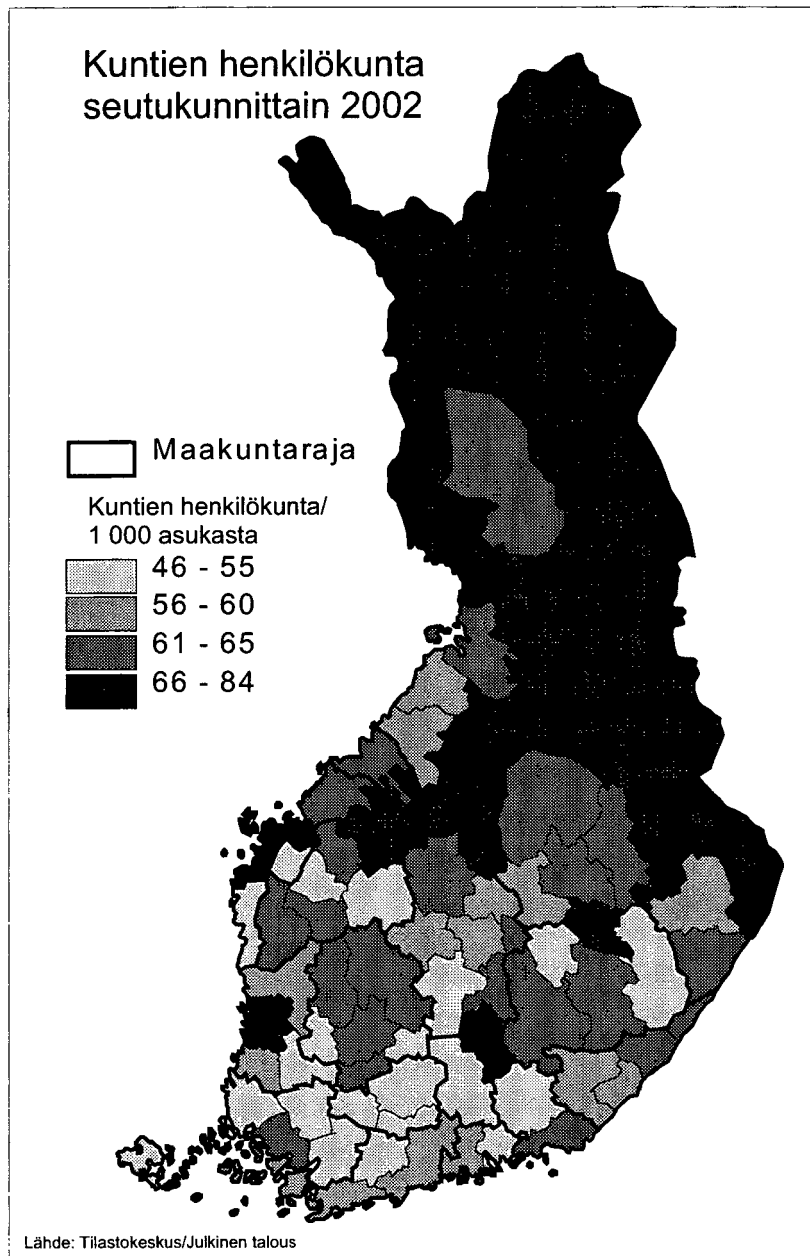 Kuntien henkilökunta
seutukunnittain 2002
Maakuntaraja
Kuntien henkilökunta/
1 000 asukasta
46 - 55
56 - 60
61 - 65
66 - 84
Lähde: Tilastokeskus/Julkinen talous